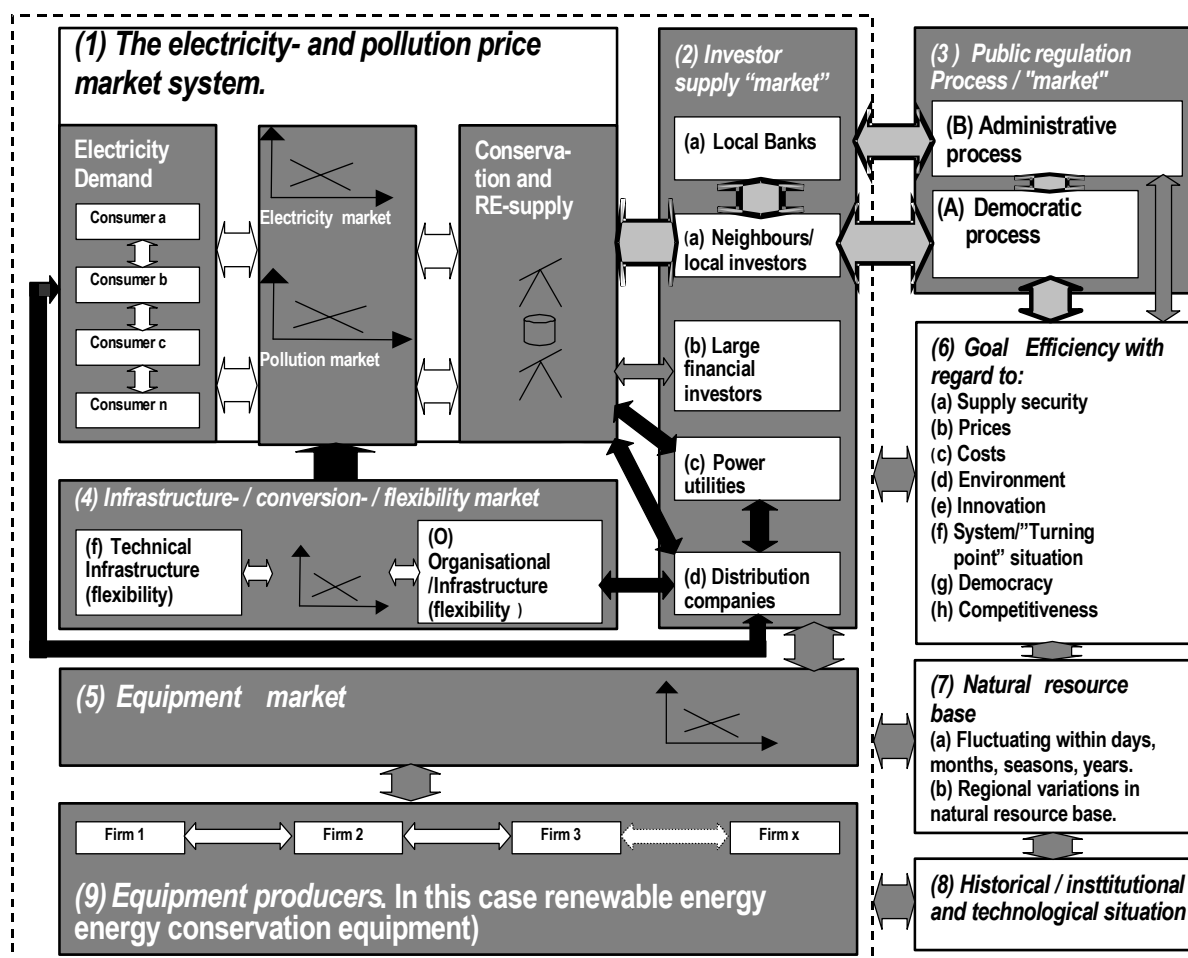 (1) The electricity- and pollution price
market system.
Electricity
Demand
Consumer a
Consumer b
Consumer c
Consumer n
Electricity market
Pollution market
Conserva-
tion and
RE-supply
(2) Investor
supply “market”
(a) Local Banks
(a) Neighbours/
local investors
(b) Large
financial
investors
(c) Power
utilities
(d) Distribution
companies
(3 ) Public regulation
Process / "market"
(B) Administrative
process
(A) Democratic
process
(4) Infrastructure- / conversion- / flexibility market
(f) Technical
Infrastructure
(flexibility)
(O)
Organisational
/Infrastructure
(flexibility )
(5) Equipment market
(6) Goal Efficiency with
regard to:
(a) Supply security
(b) Prices
(c) Costs
(d) Environment
(e) Innovation
(f) System/”Turning
point” situation
(g) Democracy
(h) Competitiveness
(7) Natural resource
base
(a) Fluctuating within days,
months, seasons, years.
(b) Regional variations in
natural resource base.
(8) Historical / insttitutional
and technological situation
Firm 1
Firm 2
Firm 3
Firm x
(9) Equipment producers. In this case renewable energy
energy conservation equipment)